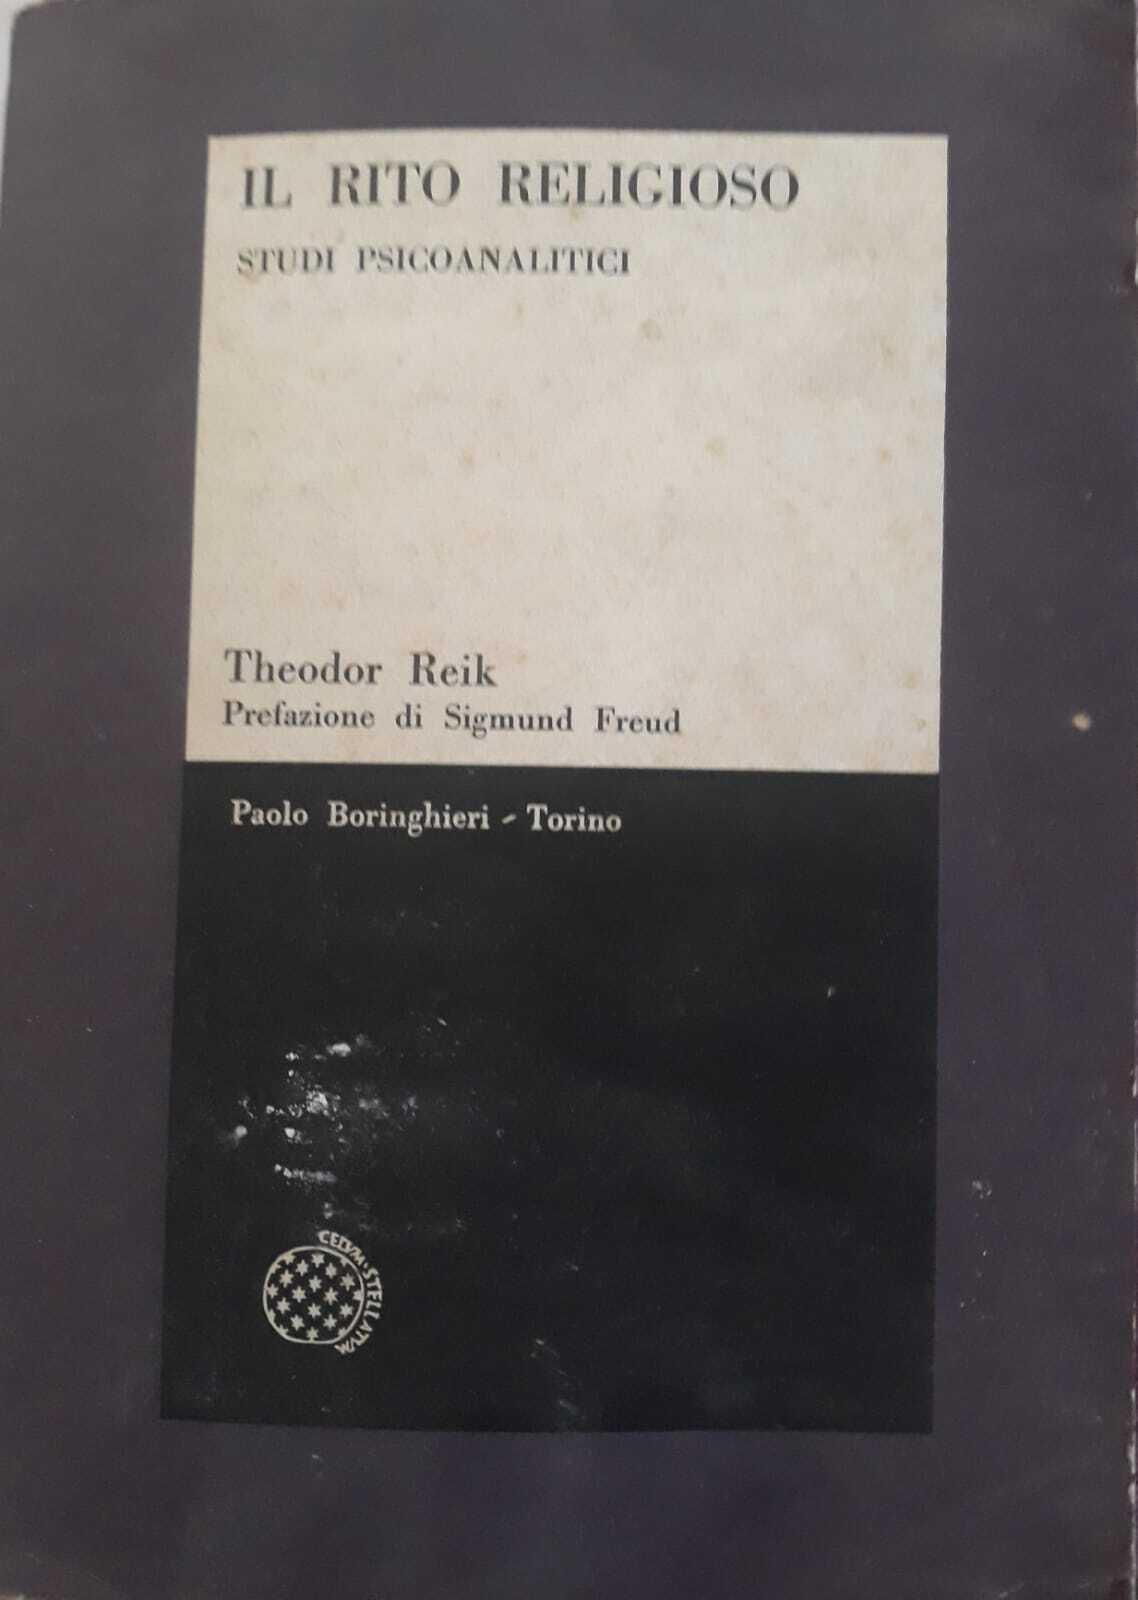 IL RITO RELIGIOSO
STUDI PSICOANALITICI
Theodor Reik
Prefazione di Sigmund Freud
Paolo Boringhieri - Torino
CELVM · STELLATVM